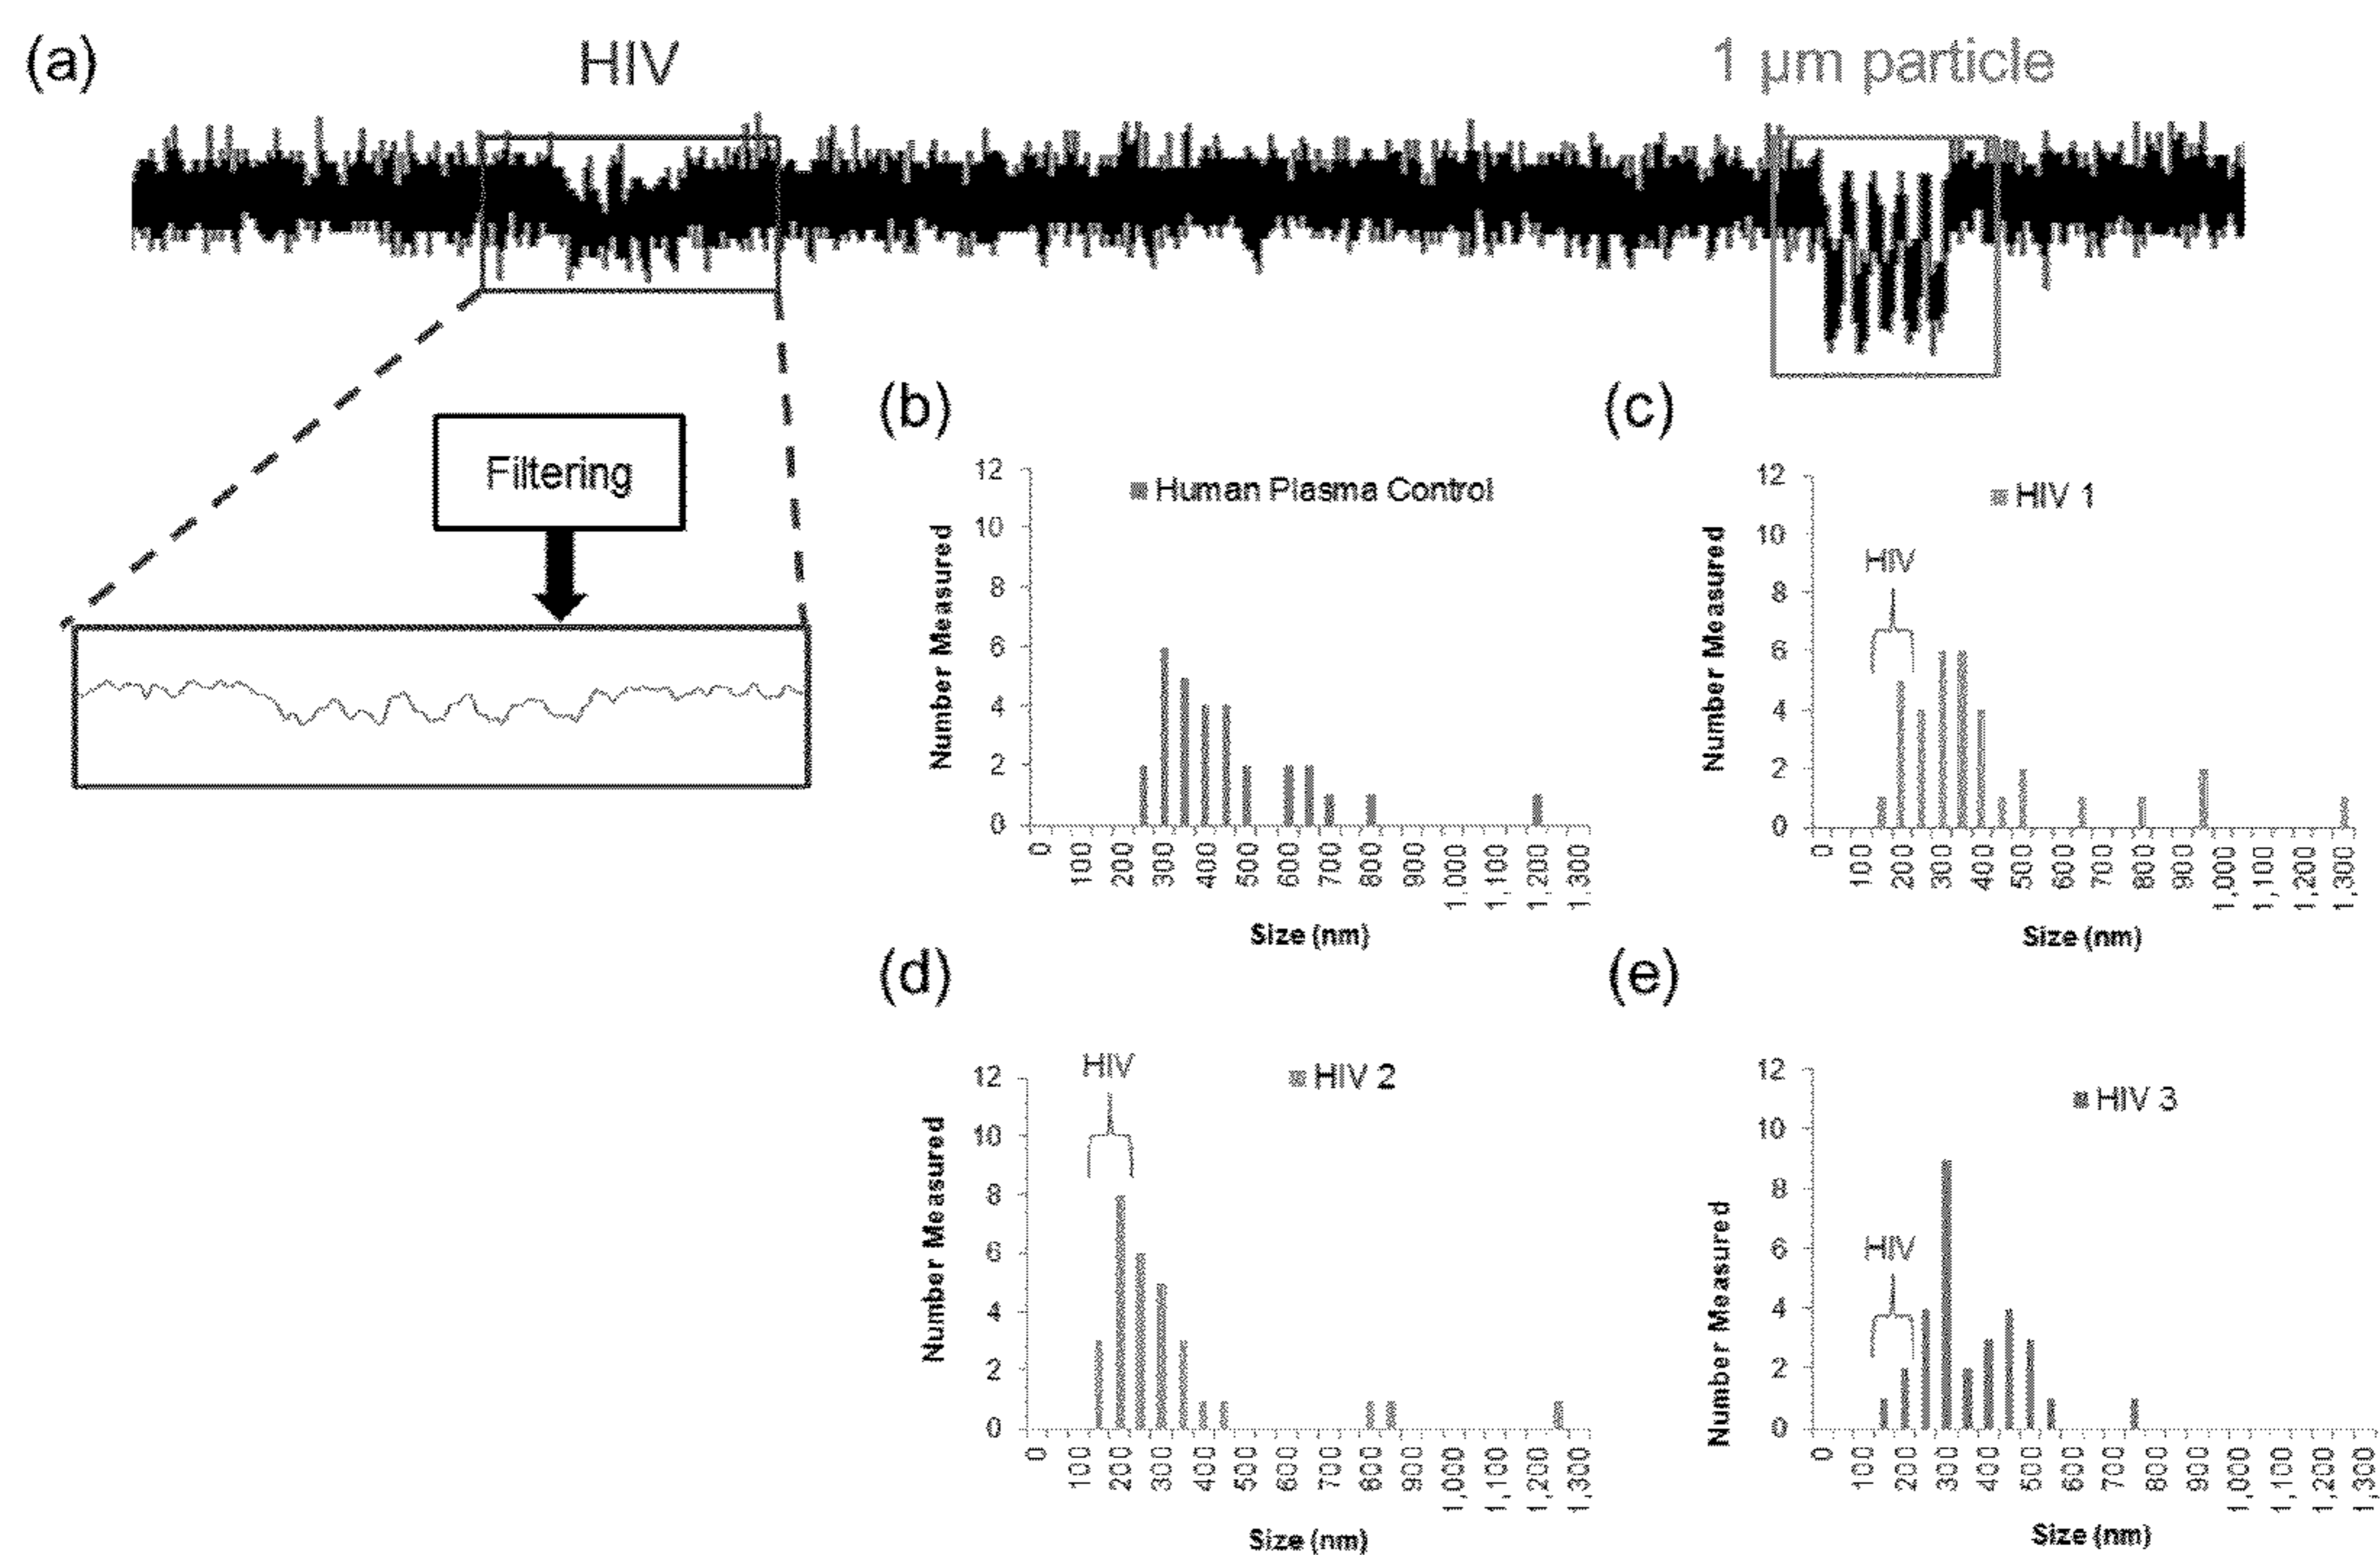 (a)
HIV
1 µm particle
Filtering
(b)
Human Plasma Control
Number Measured
12
10
8
6
4
2
0
0 100 200 300 400 500 600 700 800 900 1,000 1,100 1,200 1,300
Size (nm)
(c)
HIV 1
HIV
Number Measured
12
10
8
6
4
2
0
0 100 200 300 400 500 600 700 800 900 1,000 1,100 1,200 1,300
Size (nm)
(d)
HIV
HIV 2
Number Measured
12
10
8
6
4
2
0
0 100 200 300 400 500 600 700 800 900 1,000 1,100 1,200 1,300
Size (nm)
(e)
HIV 3
HIV
Number Measured
12
10
8
6
4
2
0
0 100 200 300 400 500 600 700 800 900 1,000 1,100 1,200 1,300
Size (nm)